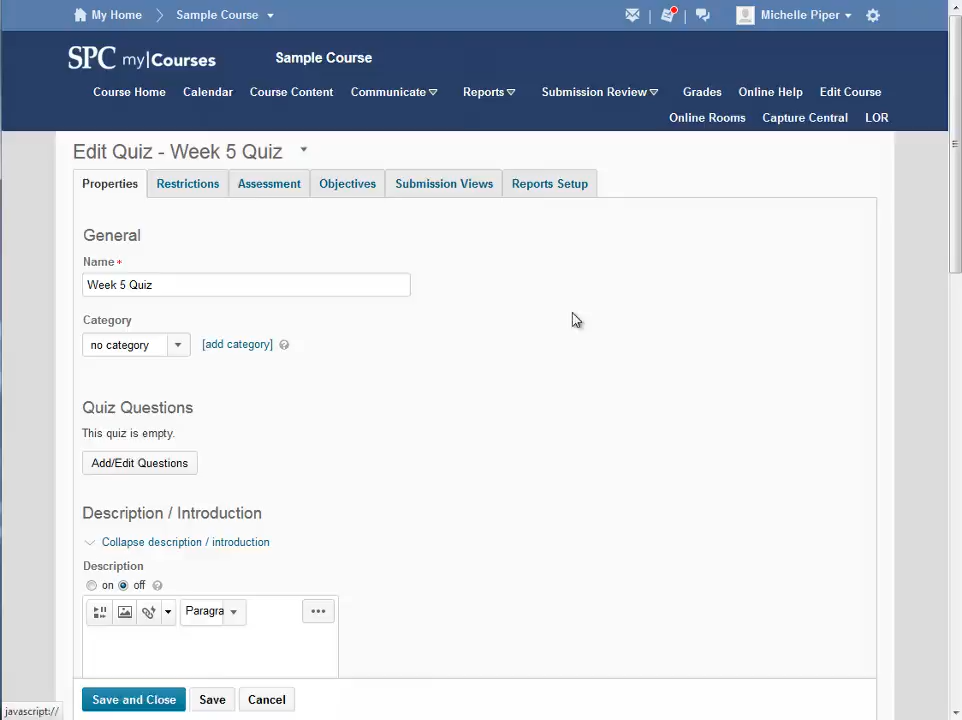 My Home Sample Course Michelle Piper
SPC my|Courses Sample Course
Course Home Calendar Course Content Communicate Reports Submission Review Grades Online Help Edit Course
Online Rooms Capture Central LOR
Edit Quiz - Week 5 Quiz
Properties Restrictions Assessment Objectives Submission Views Reports Setup
General
Name *
Week 5 Quiz
Category
no category [add category] ?
Quiz Questions
This quiz is empty.
Add/Edit Questions
Description / Introduction
Collapse description / introduction
Description
on off ?
Paragra ...
Save and Close Save Cancel
javascript://